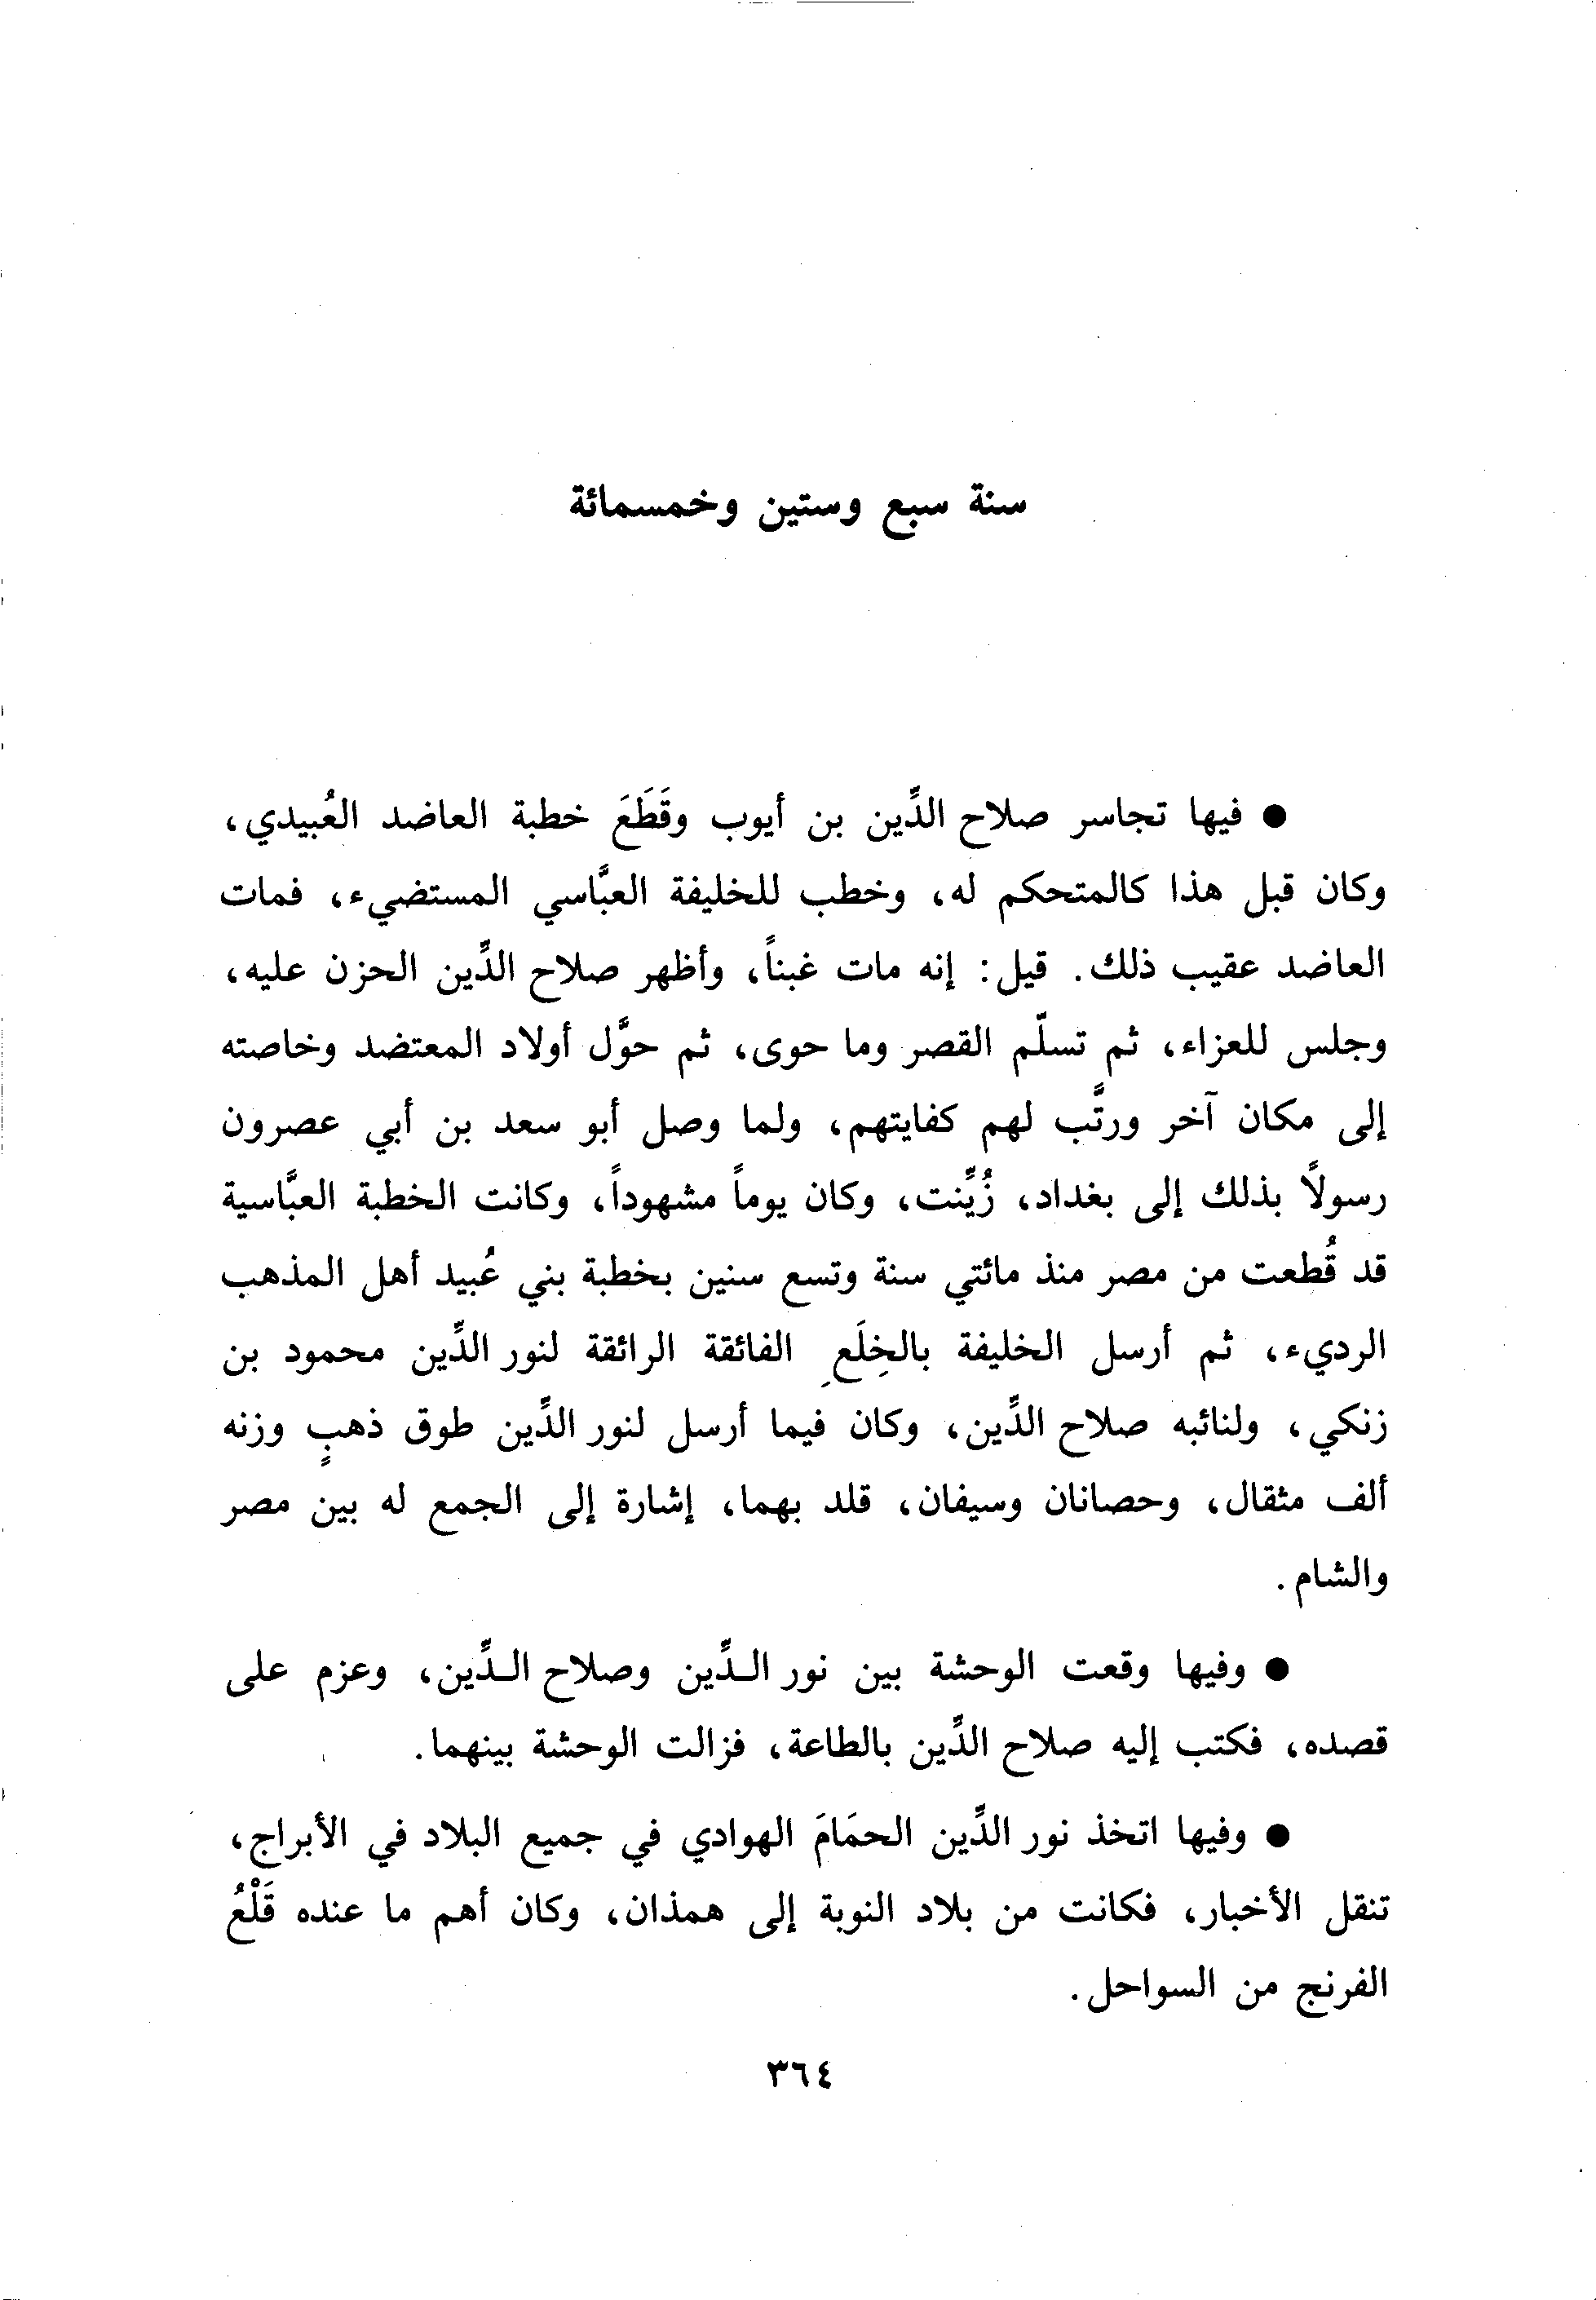 سنة سبع وستين وخمسمائة
● فيها تجاسر صلاح الدِّين بن أيوب وقَطَعَ خطبة العاضد العُبيدي،
وكان قبل هذا كالمتحكم له، وخطب للخليفة العبَّاسي المستضيء، فمات
العاضد عقيب ذلك. قيل: إنه مات غبناً، وأظهر صلاح الدِّين الحزن عليه،
وجلس للعزاء، ثم تسلّم القصر وما حوى، ثم حوَّل أولاد المعتضد وخاصته
إلى مكان آخر ورتَّب لهم كفايتهم، ولما وصل أبو سعد بن أبي عصرون
رسولاً بذلك إلى بغداد، زُيِّنت، وكان يوماً مشهوداً، وكانت الخطبة العبَّاسية
قد قُطعت من مصر منذ مائتي سنة وتسع سنين بخطبة بني عُبيد أهل المذهب
الرديء، ثم أرسل الخليفة بالخِلَعِ الفائقة الرائقة لنور الدِّين محمود بن
زنكي، ولنائبه صلاح الدِّين، وكان فيما أرسل لنور الدِّين طوق ذهبٍ وزنه
ألف مثقال، وحصانان وسيفان، قلد بهما، إشارة إلى الجمع له بين مصر
والشام.
● وفيها وقعت الوحشة بين نور الـدِّين وصلاح الـدِّين، وعزم على
قصده، فكتب إليه صلاح الدِّين بالطاعة، فزالت الوحشة بينهما.
● وفيها اتخذ نور الدِّين الحمَامَ الهوادي في جميع البلاد في الأبراج،
تنقل الأخبار، فكانت من بلاد النوبة إلى همذان، وكان أهم ما عنده قَلْعُ
الفرنج من السواحل.
٣٦٤